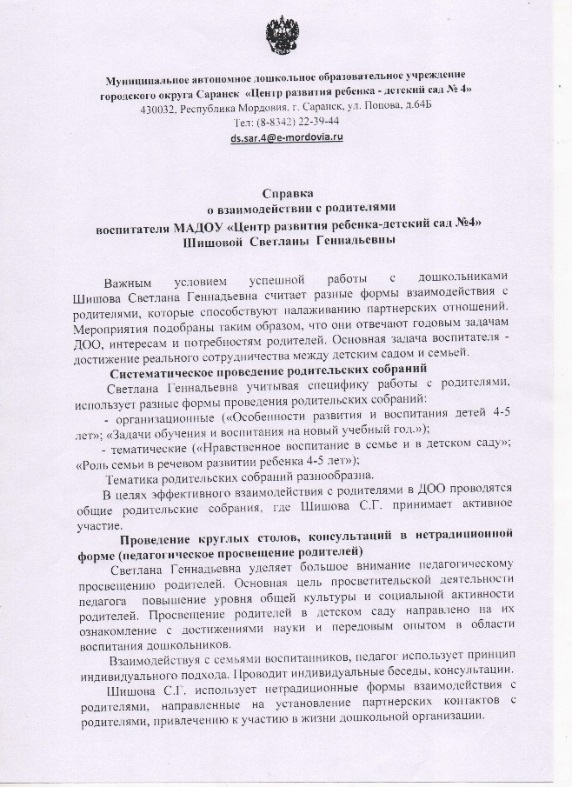 Муниципальное автономное дошкольное образовательное учреждение
городского округа Саранск «Центр развития ребенка - детский сад № 4»
430032, Республика Мордовия, г. Саранск, ул. Попова, д.64Б
Тел: (8-8342) 22-39-44
ds.sar.4@e-mordovia.ru
Справка
о взаимодействии с родителями
воспитателя МАДОУ «Центр развития ребенка-детский сад №4»
Шишовой Светланы Геннадьевны
Важным условием успешной работы с дошкольниками
Шишова Светлана Геннадьевна считает разные формы взаимодействия с
родителями, которые способствуют налаживанию партнерских отношений.
Мероприятия подобраны таким образом, что они отвечают годовым задачам
ДОО, интересам и потребностям родителей. Основная задача воспитателя -
достижение реального сотрудничества между детским садом и семьей.
Систематическое проведение родительских собраний
Светлана Геннадьевна учитывая специфику работы с родителями,
использует разные формы проведения родительских собраний:
- организационные («Особенности развития и воспитания детей 4-5
лет»; «Задачи обучения и воспитания на новый учебный год.»);
- тематические («Нравственное воспитание в семье и в детском саду»;
«Роль семьи в речевом развитии ребенка 4-5 лет»);
Тематика родительских собраний разнообразна.
В целях эффективного взаимодействия с родителями в ДОО проводятся
общие родительские собрания, где Шишова С.Г. принимает активное
участие.
Проведение круглых столов, консультаций в нетрадиционной
форме (педагогическое просвещение родителей)
Светлана Геннадьевна уделяет большое внимание педагогическому
просвещению родителей. Основная цель просветительской деятельности
педагога повышение уровня общей культуры и социальной активности
родителей. Просвещение родителей в детском саду направлено на их
ознакомление с достижениями науки и передовым опытом в области
воспитания дошкольников.
Взаимодействуя с семьями воспитанников, педагог использует принцип
индивидуального подхода. Проводит индивидуальные беседы, консультации.
Шишова С.Г. использует нетрадиционные формы взаимодействия с
родителями, направленные на установление партнерских контактов с
родителями, привлечению к участию в жизни дошкольной организации.